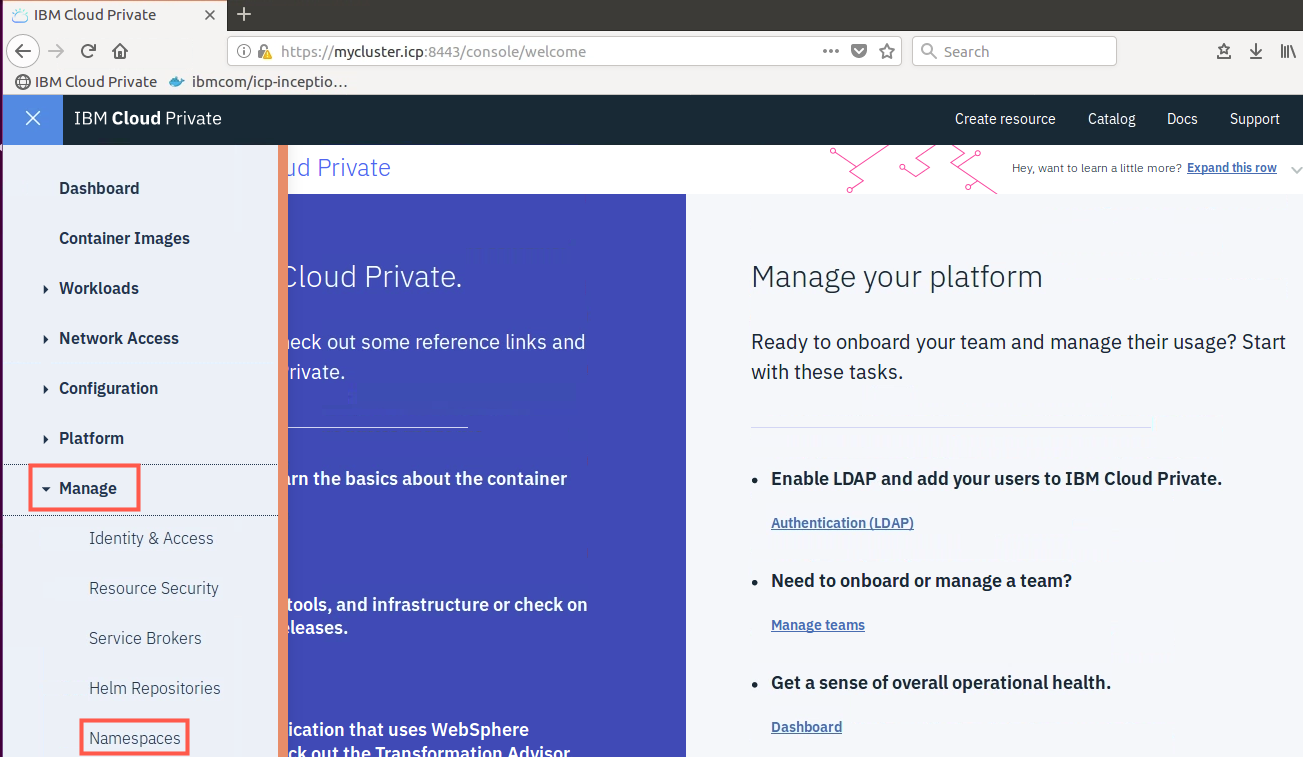 IBM Cloud Private
https://mycluster.icp:8443/console/welcome
Search
IBM Cloud Private
ibmcom/icp-inceptio…
IBM Cloud Private
Create resource
Catalog
Docs
Support
ud Private
Hey, want to learn a little more? Expand this row
Dashboard
Container Images
Workloads
Network Access
Configuration
Platform
Manage
Identity & Access
Resource Security
Service Brokers
Helm Repositories
Namespaces
Cloud Private.
heck out some reference links and
rivate.
arn the basics about the container
tools, and infrastructure or check on
eleases.
ication that uses WebSphere
ck out the Transformation Advisor
Manage your platform
Ready to onboard your team and manage their usage? Start
with these tasks.
Enable LDAP and add your users to IBM Cloud Private.
Authentication (LDAP)
Need to onboard or manage a team?
Manage teams
Get a sense of overall operational health.
Dashboard